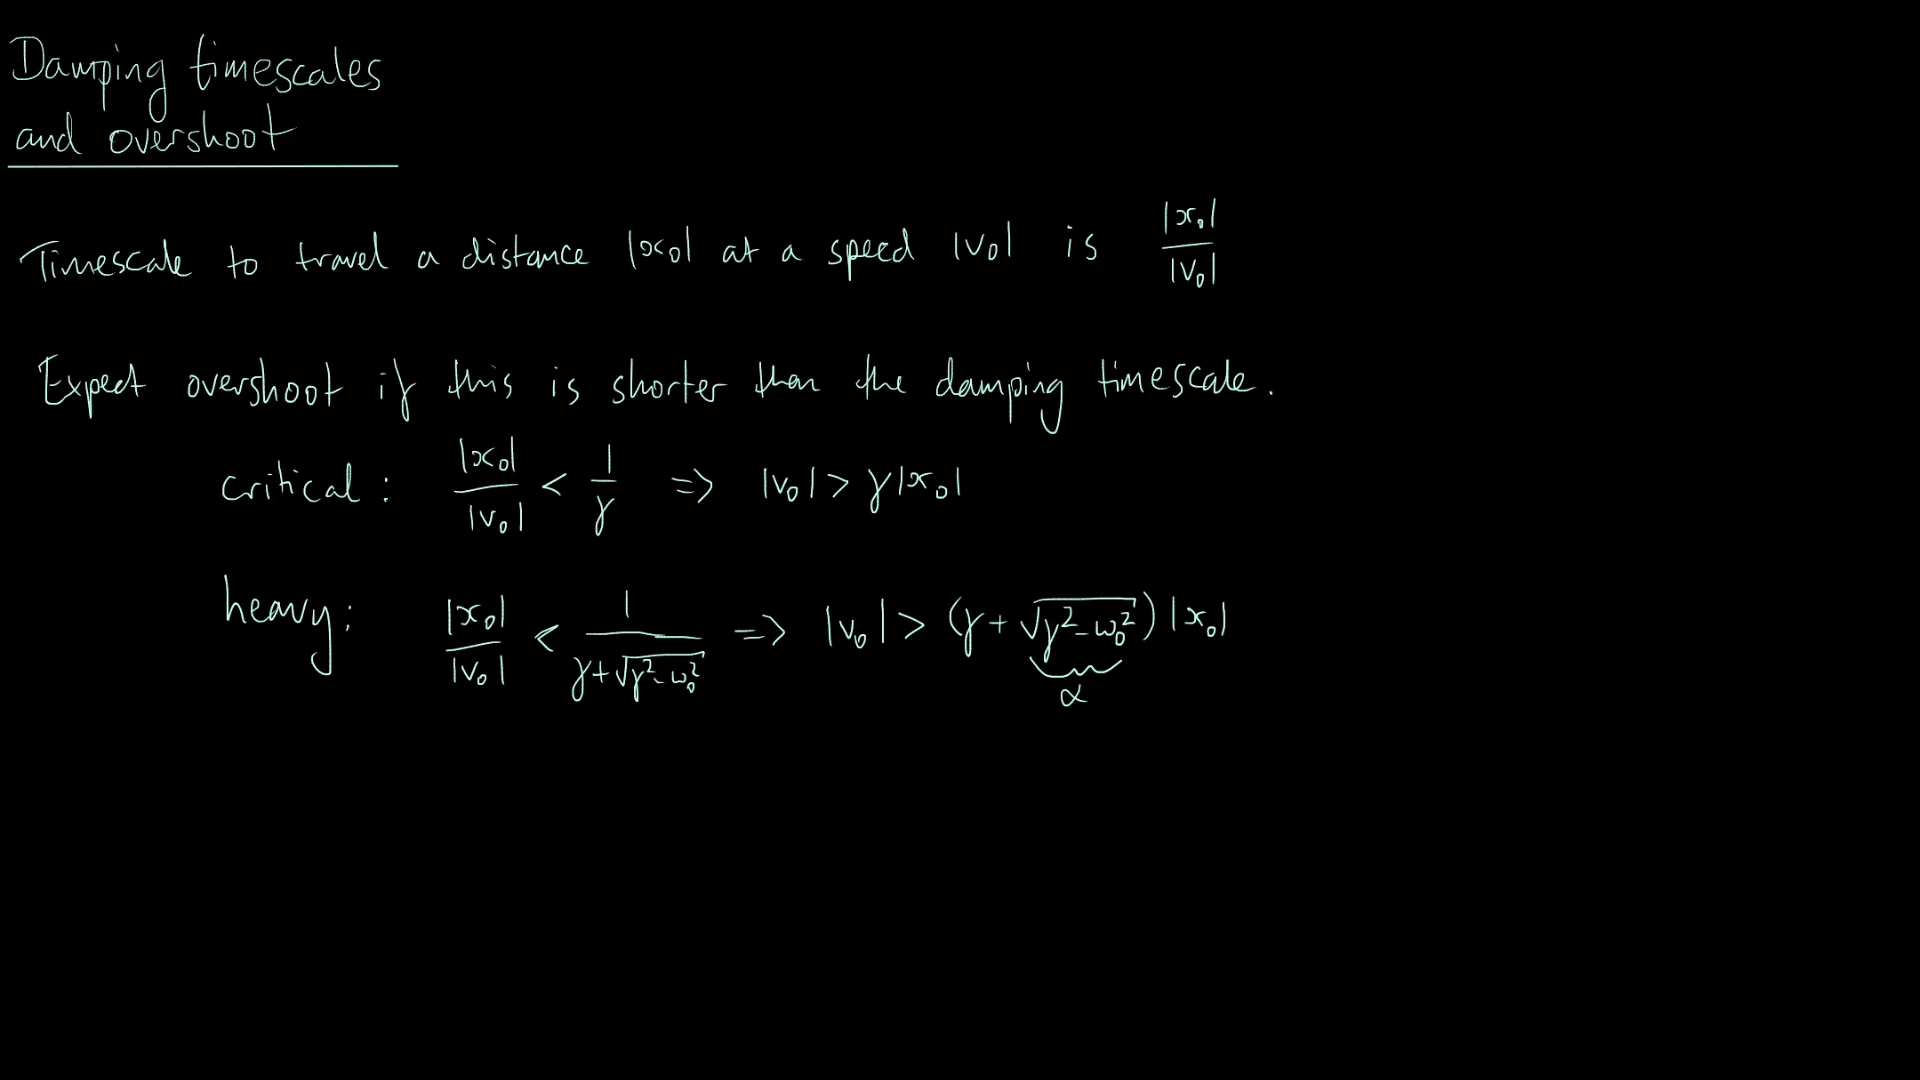 Damping timescales
and overshoot
Timescale to travel a distance |x₀| at a speed |v₀| is |x₀|/|v₀|
Expect overshoot if this is shorter than the damping timescale.
critical: |x₀|/|v₀| < 1/γ => |v₀| > γ|x₀|
heavy: |x₀|/|v₀| < 1/(γ+√(γ²-ω₀²)) => |v₀| > (γ+√(γ²-ω₀²))|x₀|
α